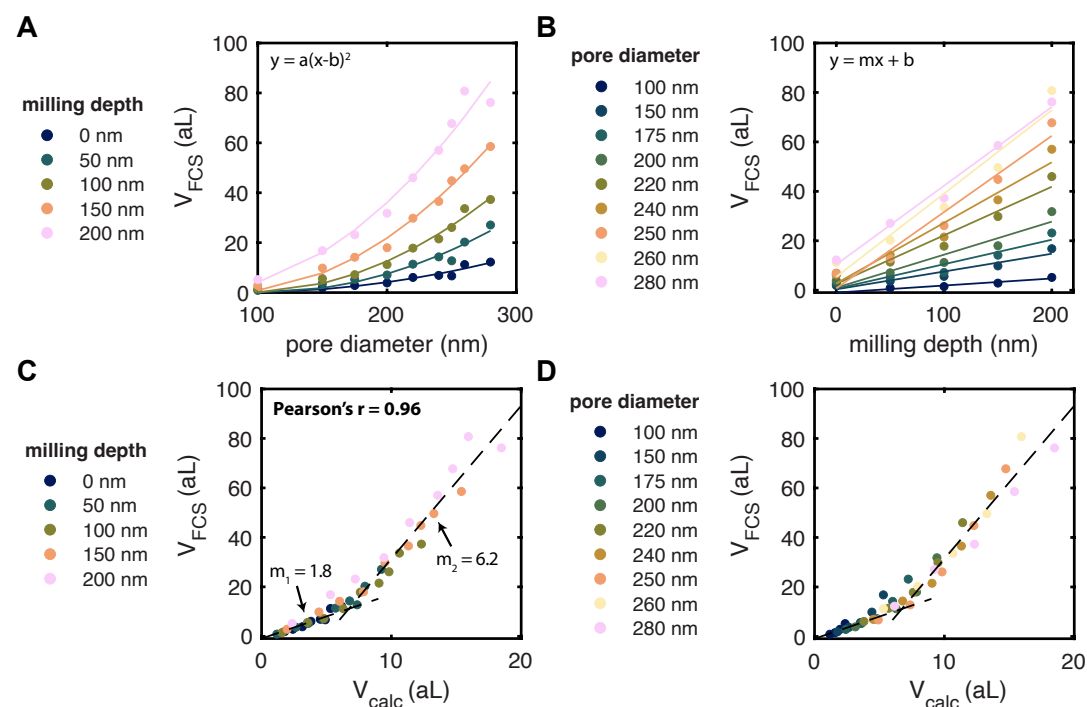 A
milling depth
0 nm
50 nm
100 nm
150 nm
200 nm
y = a(x-b)²
V_FCS (aL)
100
80
60
40
20
0
100
200
300
pore diameter (nm)
B
pore diameter
100 nm
150 nm
175 nm
200 nm
220 nm
240 nm
250 nm
260 nm
280 nm
y = mx + b
V_FCS (aL)
100
80
60
40
20
0
0
50
100
150
200
milling depth (nm)
C
milling depth
0 nm
50 nm
100 nm
150 nm
200 nm
Pearson's r = 0.96
m₁ = 1.8
m₂ = 6.2
V_FCS (aL)
100
80
60
40
20
0
0
10
20
V_calc (aL)
D
pore diameter
100 nm
150 nm
175 nm
200 nm
220 nm
240 nm
250 nm
260 nm
280 nm
V_FCS (aL)
100
80
60
40
20
0
0
10
20
V_calc (aL)